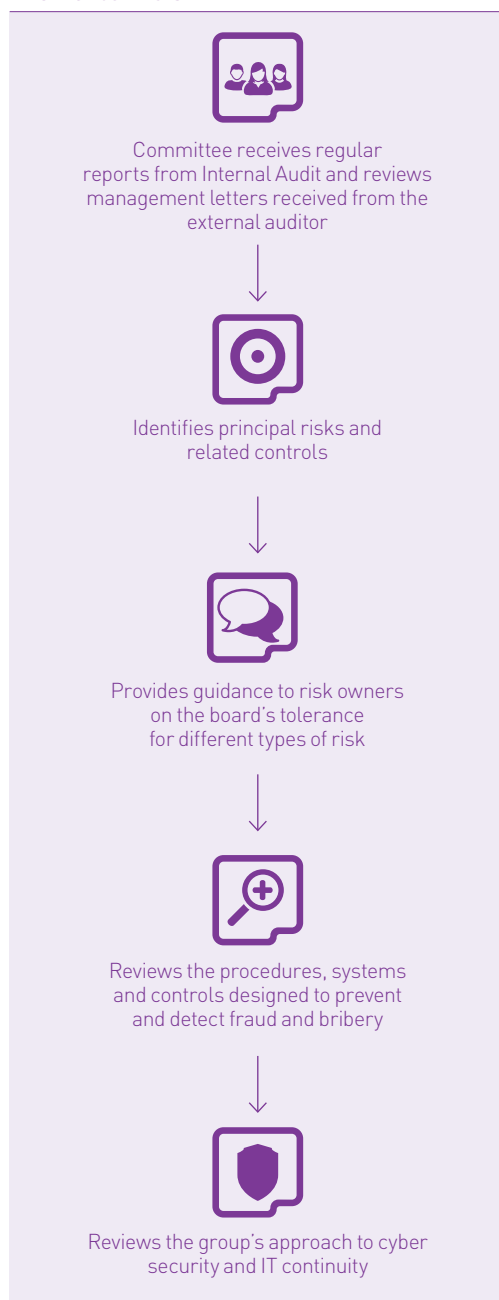 Committee receives regular
reports from Internal Audit and reviews
management letters received from the
external auditor
Identifies principal risks and
related controls
Provides guidance to risk owners
on the board's tolerance
for different types of risk
Reviews the procedures, systems
and controls designed to prevent
and detect fraud and bribery
Reviews the group's approach to cyber
security and IT continuity